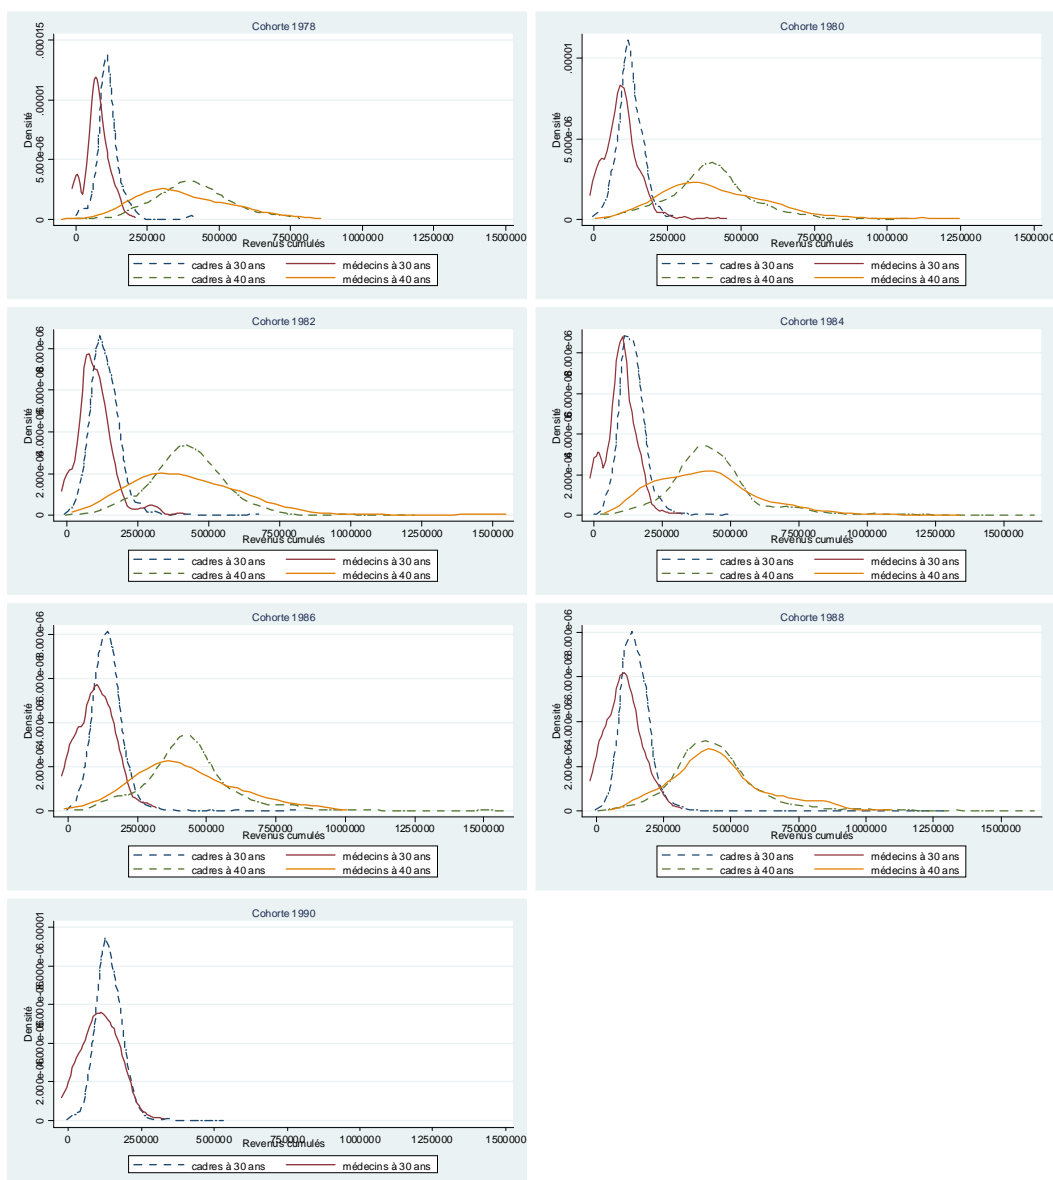 Cohorte 1978
Densité
.000015
.00001
5.000e-06
0
0 250000 500000 1000000 1250000 1500000
Revenus cumulés
cadres à 30 ans médecins à 30 ans
cadres à 40 ans médecins à 40 ans
Cohorte 1980
Densité
.00001
5.000e-06
0
0 250000 500000 1000000 1250000 1500000
Revenus cumulés
cadres à 30 ans médecins à 30 ans
cadres à 40 ans médecins à 40 ans
Cohorte 1982
Densité
0
0 250000 500000 1000000 1250000 1500000
Revenus cumulés
cadres à 30 ans médecins à 30 ans
cadres à 40 ans médecins à 40 ans
Cohorte 1984
Densité
0
0 250000 500000 750000 1000000 1250000 1500000
Revenus cumulés
cadres à 30 ans médecins à 30 ans
cadres à 40 ans médecins à 40 ans
Cohorte 1986
Densité
0
0 250000 500000 750000 1000000 1250000 1500000
Revenus cumulés
cadres à 30 ans médecins à 30 ans
cadres à 40 ans médecins à 40 ans
Cohorte 1988
Densité
0
0 250000 500000 750000 1000000 1250000 1500000
Revenus cumulés
cadres à 30 ans médecins à 30 ans
cadres à 40 ans médecins à 40 ans
Cohorte 1990
Densité
.00001
0
0 250000 500000 750000 1000000 1250000 1500000
Revenus cumulés
cadres à 30 ans médecins à 30 ans